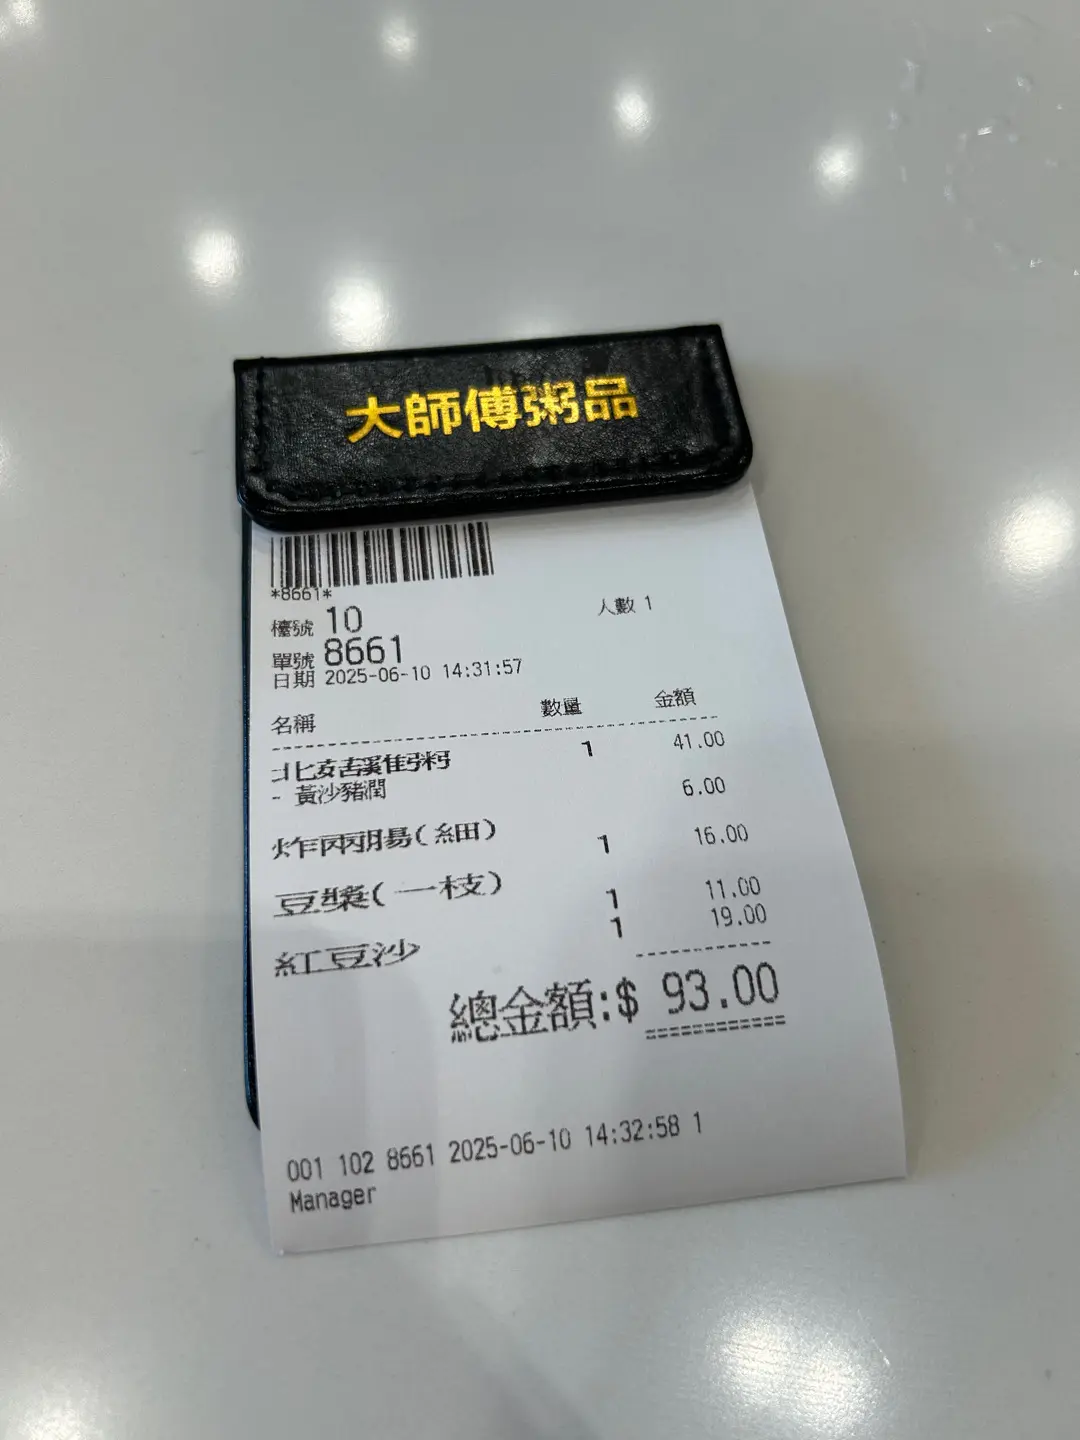 大師傅粥品
*8661*
檯號 10 人數 1
單號 8661
日期 2025-06-10 14:31:57
名稱 數量 金額
北菇滑雞粥 1 41.00
- 黃沙豬潤 6.00
炸兩腸(細) 1 16.00
豆漿(一枝) 1 11.00
紅豆沙 1 19.00
總金額:$ 93.00
001 102 8661 2025-06-10 14:32:58 1
Manager